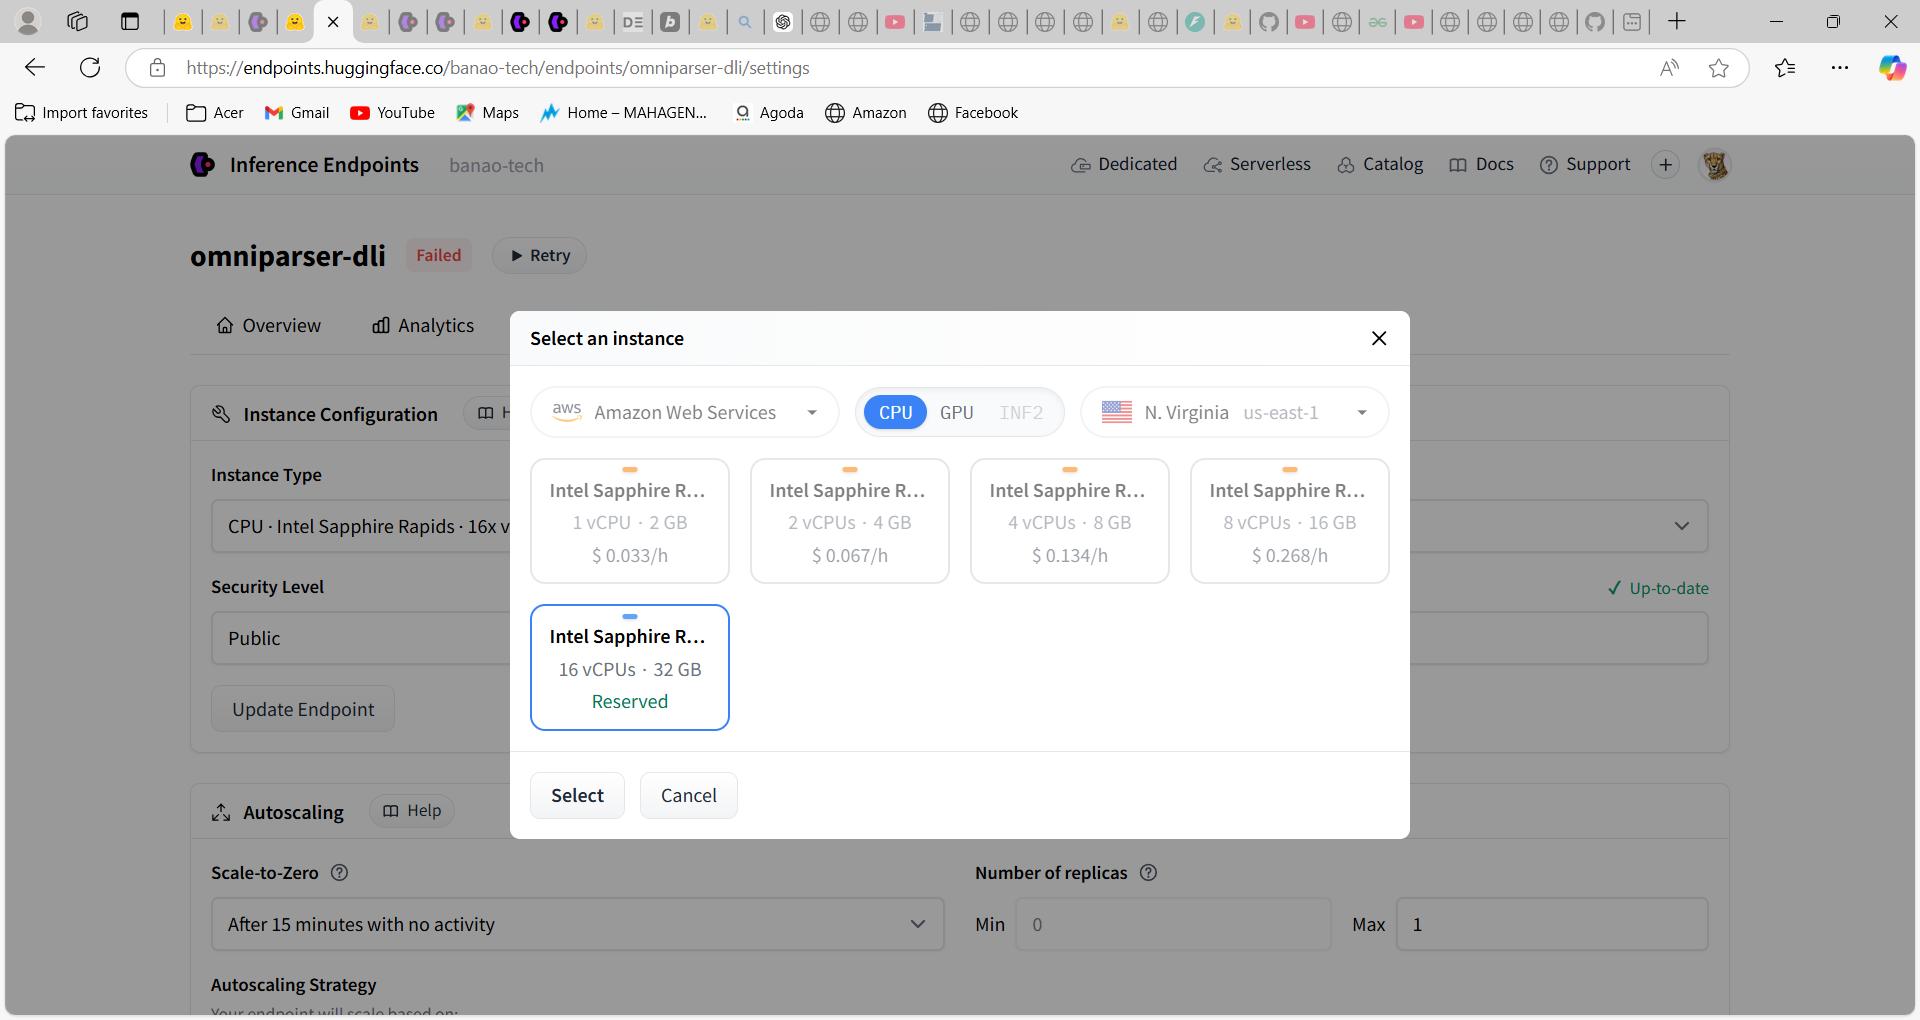 https://endpoints.huggingface.co/banao-tech/endpoints/omniparser-dli/settings
Import favorites
Acer
Gmail
YouTube
Maps
Home – MAHAGEN...
Agoda
Amazon
Facebook
Inference Endpoints
banao-tech
Dedicated
Serverless
Catalog
Docs
Support
omniparser-dli
Failed
Retry
Overview
Analytics
Select an instance
aws Amazon Web Services
CPU GPU INF2
N. Virginia us-east-1
Intel Sapphire R...
1 vCPU · 2 GB
$ 0.033/h
Intel Sapphire R...
2 vCPUs · 4 GB
$ 0.067/h
Intel Sapphire R...
4 vCPUs · 8 GB
$ 0.134/h
Intel Sapphire R...
8 vCPUs · 16 GB
$ 0.268/h
Intel Sapphire R...
16 vCPUs · 32 GB
Reserved
Select
Cancel
Instance Configuration
H
Instance Type
CPU · Intel Sapphire Rapids · 16x v
Security Level
Up-to-date
Public
Update Endpoint
Autoscaling
Help
Scale-to-Zero
After 15 minutes with no activity
Number of replicas
Min 0
Max 1
Autoscaling Strategy
Your endpoint will scale based on: